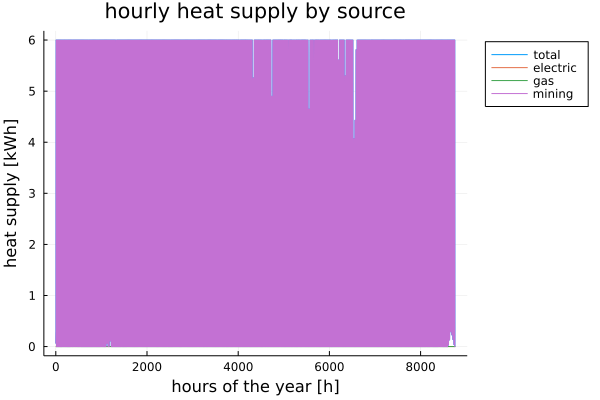 hourly heat supply by source
6
5
4
3
2
1
0
heat supply [kWh]
0 2000 4000 6000 8000
hours of the year [h]
total
electric
gas
mining